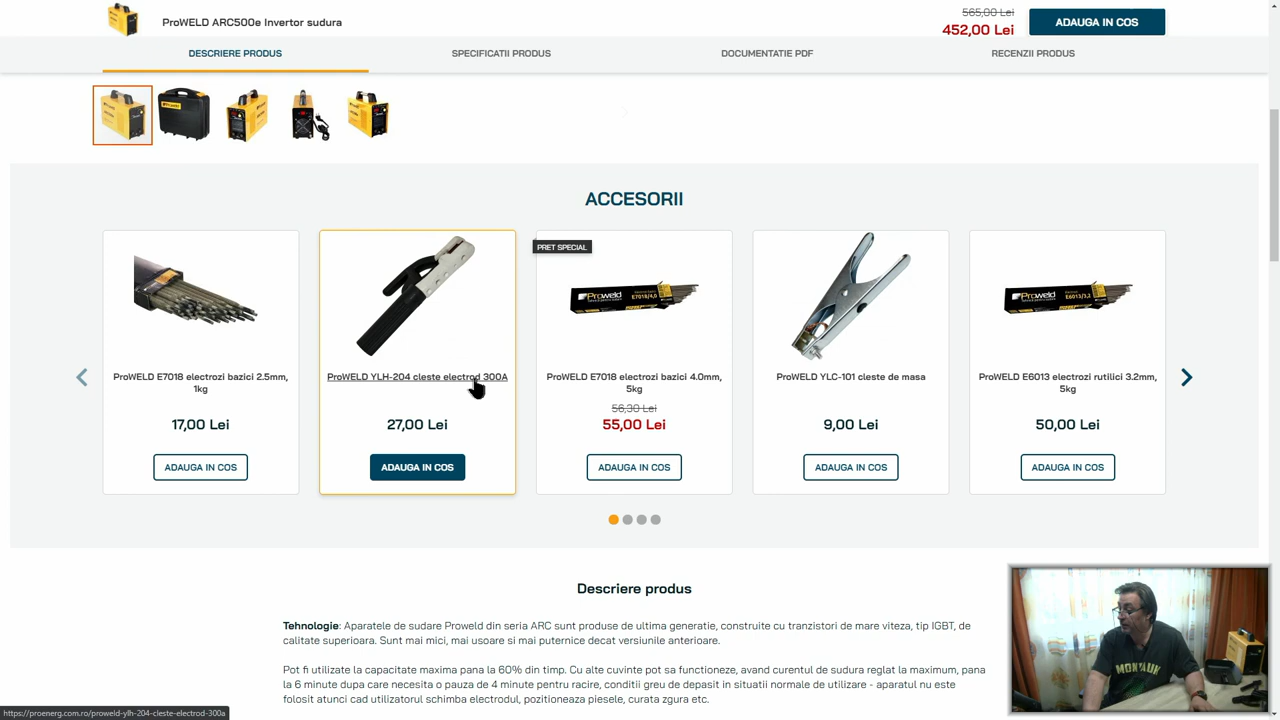 ProWELD ARC500e Invertor sudura
565,00 Lei
452,00 Lei
ADAUGA IN COS
DESCRIERE PRODUS
SPECIFICATII PRODUS
DOCUMENTATIE PDF
RECENZII PRODUS
ACCESORII
PRET SPECIAL
Proweld
E7018/4,0
Proweld
E6013/3,2
ProWELD E7018 electrozi bazici 2.5mm,
1kg
17,00 Lei
ADAUGA IN COS
ProWELD YLH-204 cleste electrod 300A
27,00 Lei
ADAUGA IN COS
ProWELD E7018 electrozi bazici 4.0mm,
5kg
56,30 Lei
55,00 Lei
ADAUGA IN COS
ProWELD YLC-101 cleste de masa
9,00 Lei
ADAUGA IN COS
ProWELD E6013 electrozi rutilici 3.2mm,
5kg
50,00 Lei
ADAUGA IN COS
Descriere produs
Tehnologie: Aparatele de sudare Proweld din seria ARC sunt produse de ultima generatie, construite cu tranzistori de mare viteza, tip IGBT, de
calitate superioara. Sunt mai mici, mai usoare si mai puternice decat versiunile anterioare.
Pot fi utilizate la capacitate maxima pana la 60% din timp. Cu alte cuvinte pot sa functioneze, avand curentul de sudura reglat la maximum, pana
la 6 minute dupa care necesita o pauza de 4 minute pentru racire, conditii greu de depasit in situatii normale de utilizare - aparatul nu este
folosit atunci cad utilizatorul schimba electrodul, pozitioneaza piesele, curata zgura etc.
MONTAUK
https://proenerg.com.ro/proweld-ylh-204-cleste-electrod-300a